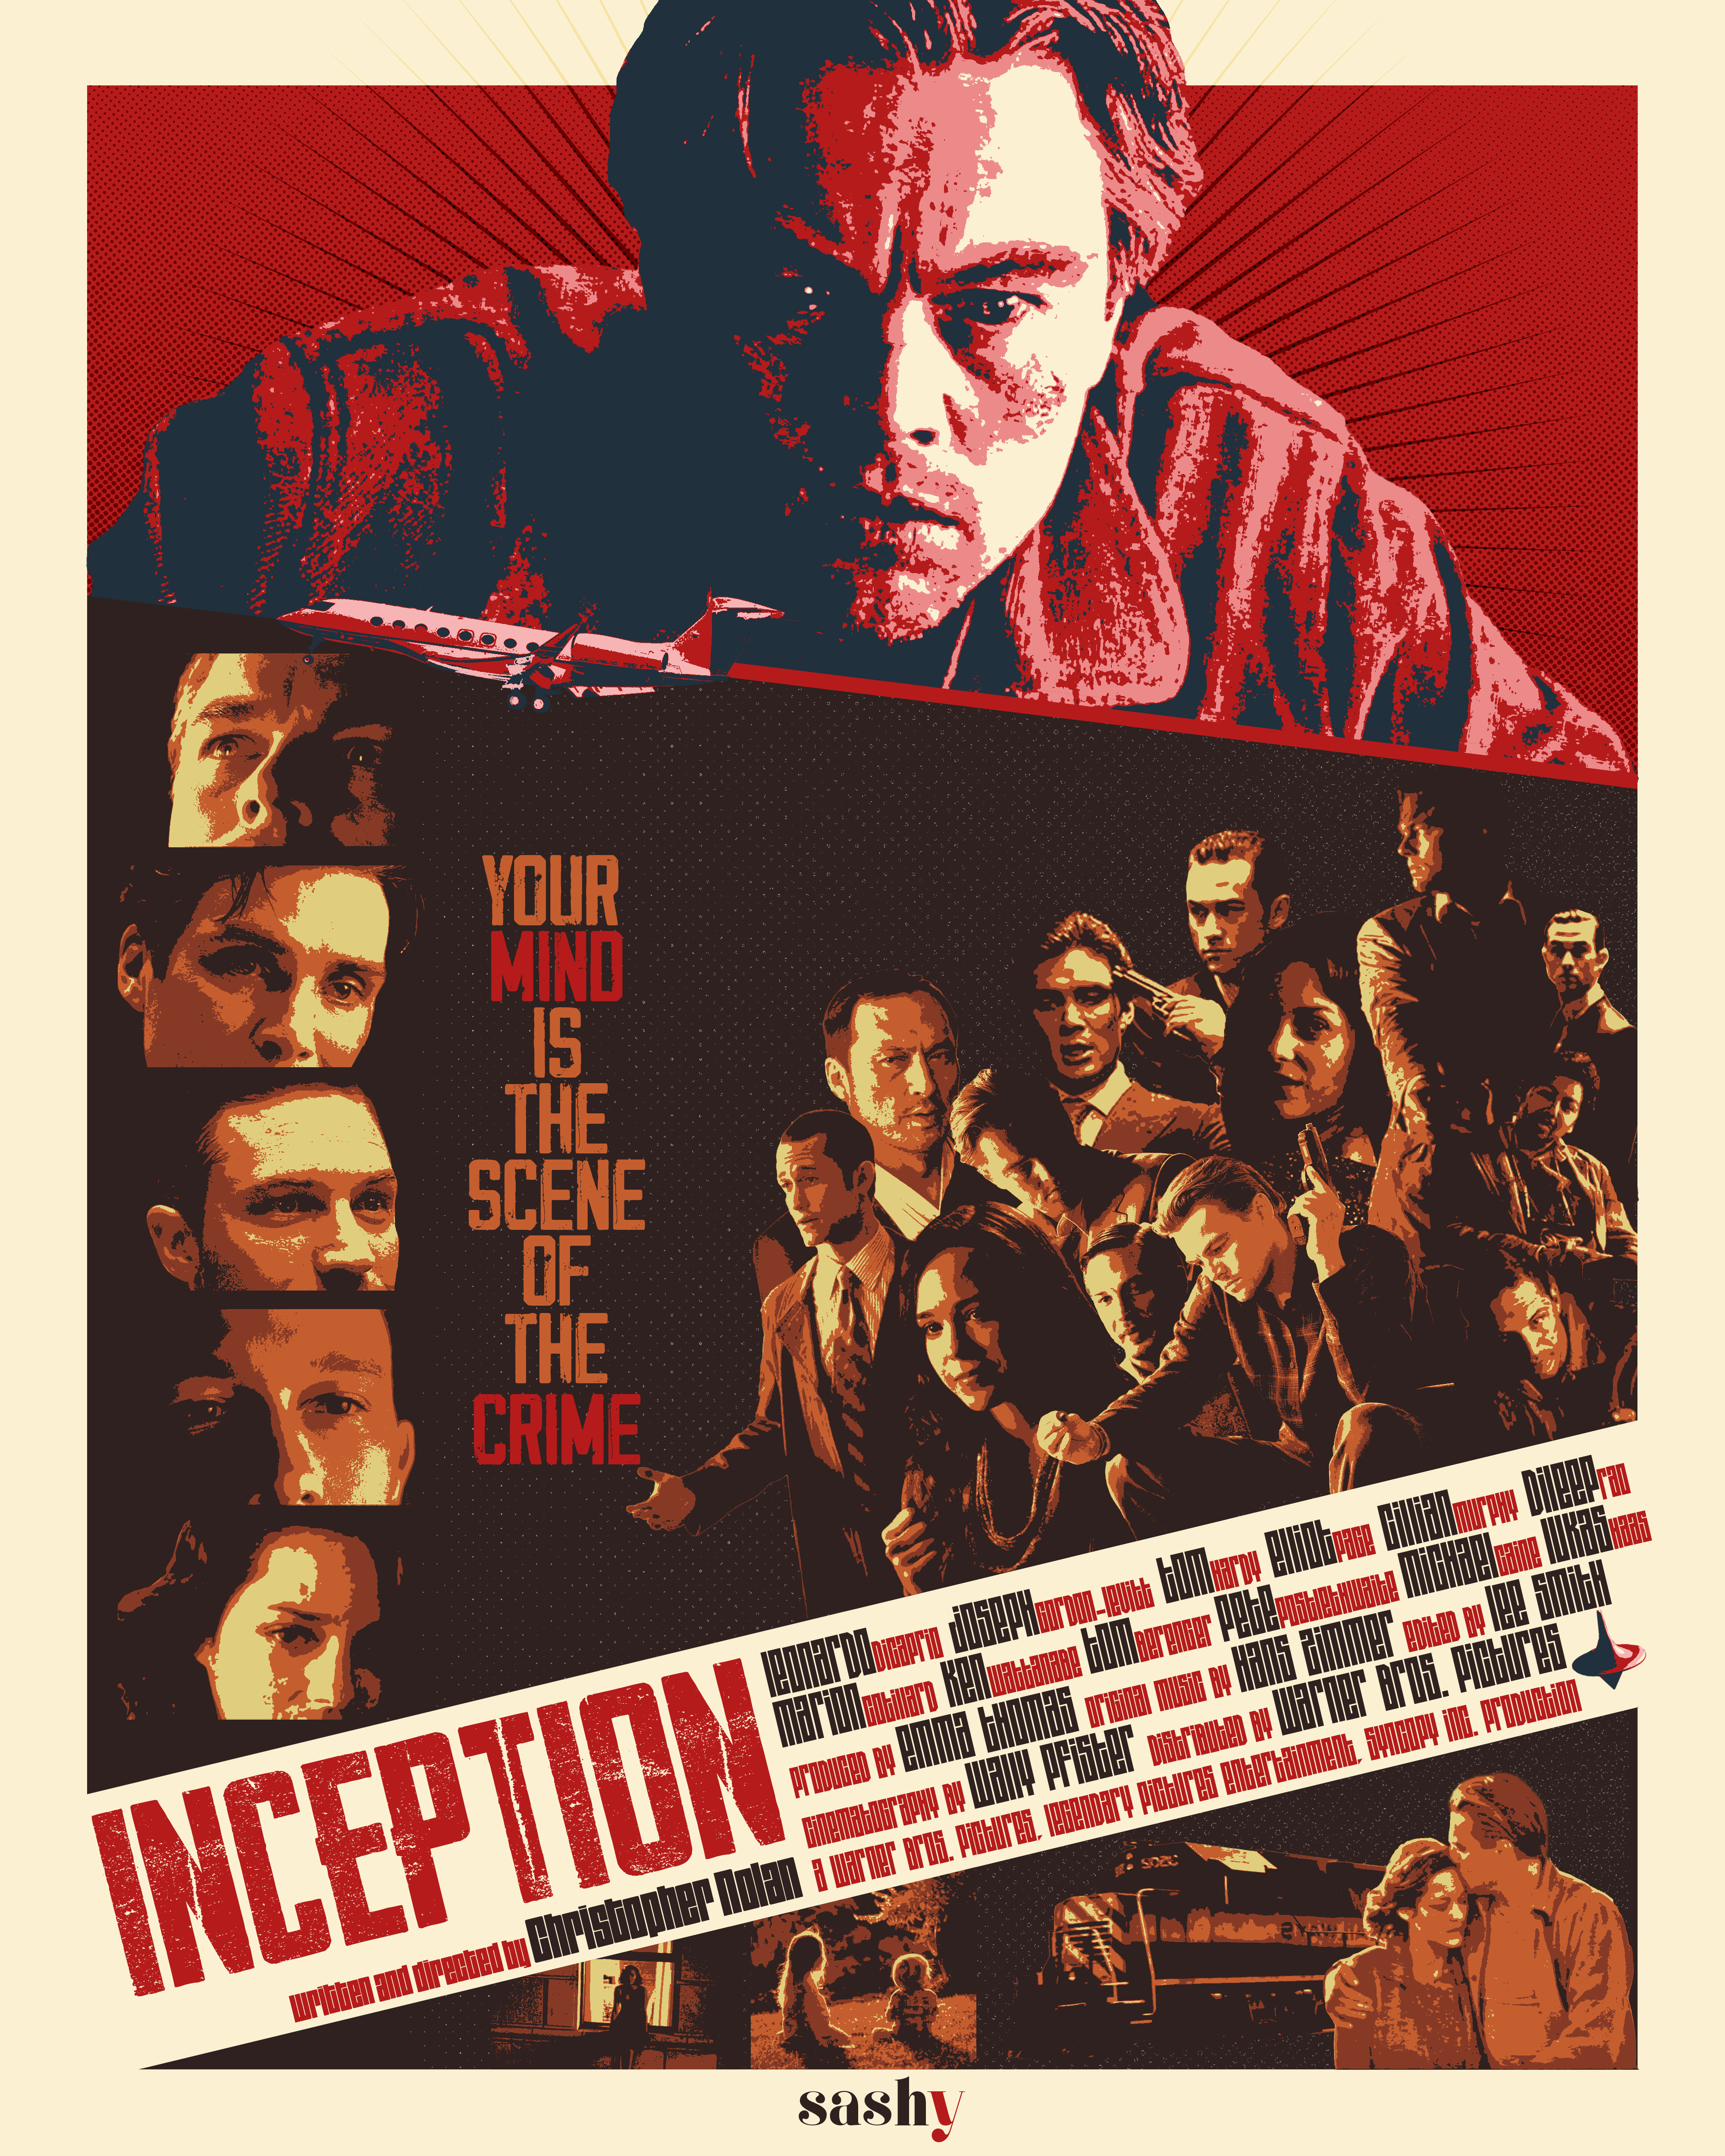 YOUR
MIND
IS
THE
SCENE
OF
THE
CRIME
INCEPTION
written and directed by Christopher Nolan
Leonardo Dicaprio Joseph Gordon-Levitt Tom Hardy Elliot Page Cillian Murphy Dileep Rao
Marion Cotillard Ken Wattanabe Tom Berenger Pete Postlethwaite Michael Caine Lukas Haas
Produced by Emma Thomas Original Music by Hans Zimmer Edited by Lee Smith
Cinematography by Wally Pfister Distributed by Warner Bros. Pictures
a Warner Bros. Pictures, Legendary Pictures Entertainment, Syncopy Inc. Production
sashy